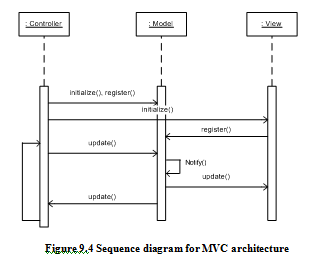 : Controller
: Model
: View
initialize(), register()
initialize()
register()
update()
Notify()
update()
update()
Figure 9.4 Sequence diagram for MVC architecture